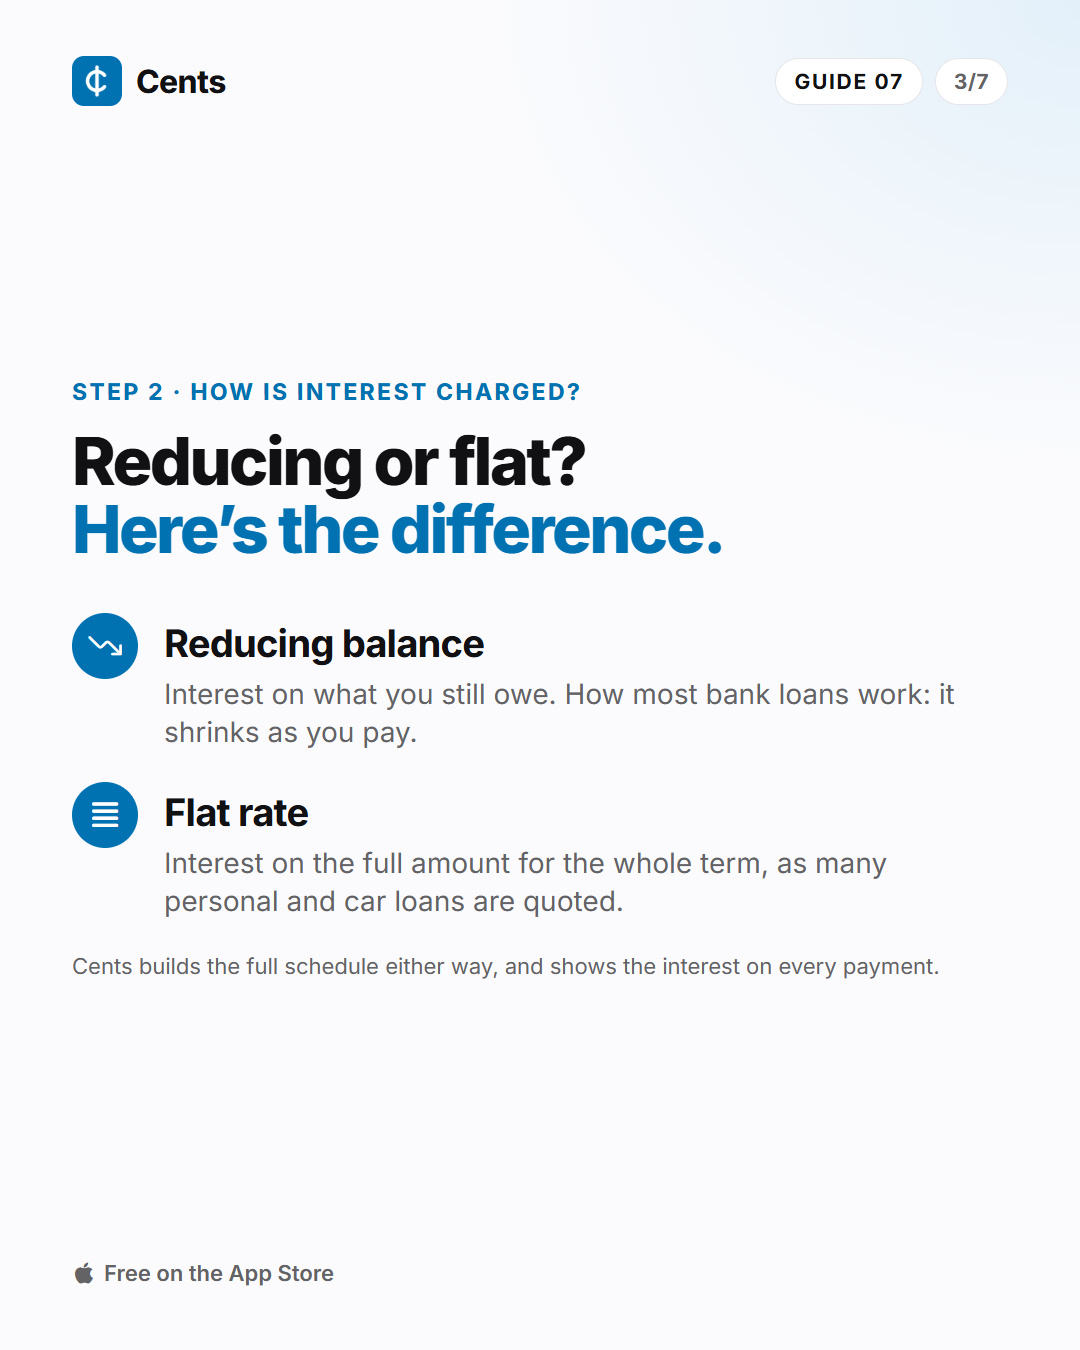 Cents
GUIDE 07
3/7
STEP 2 · HOW IS INTEREST CHARGED?
Reducing or flat?
Here’s the difference.
Reducing balance
Interest on what you still owe. How most bank loans work: it
shrinks as you pay.
Flat rate
Interest on the full amount for the whole term, as many
personal and car loans are quoted.
Cents builds the full schedule either way, and shows the interest on every payment.
Free on the App Store